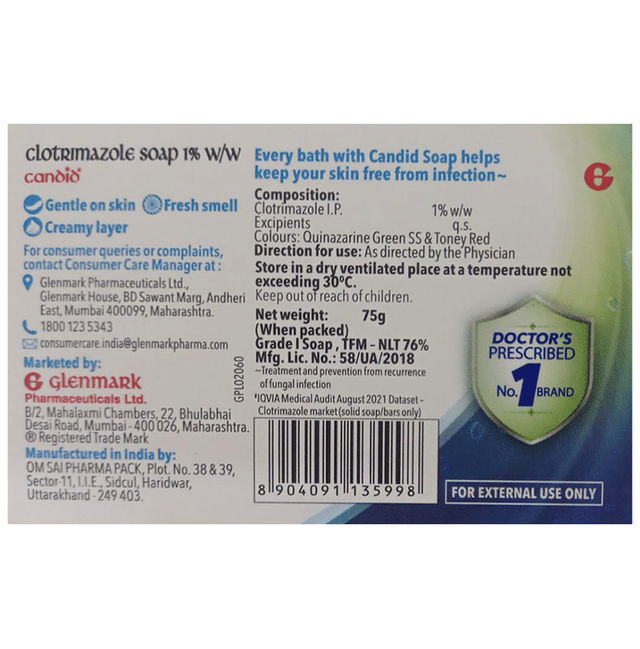 clotrimazole soap 1% w/w
candid®
Gentle on skin Fresh smell
Creamy layer
For consumer queries or complaints,
contact Consumer Care Manager at :
Glenmark Pharmaceuticals Ltd.,
Glenmark House, BD Sawant Marg, Andheri
East, Mumbai 400099, Maharashtra.
1800 123 5343
consumercare.india@glenmarkpharma.com
Marketed by:
G glenmark
Pharmaceuticals Ltd.
B/2, Mahalaxmi Chambers, 22, Bhulabhai
Desai Road, Mumbai - 400 026, Maharashtra.
® Registered Trade Mark
Manufactured in India by:
OM SAI PHARMA PACK, Plot. No. 38 & 39,
Sector-11, I.I.E., Sidcul, Haridwar,
Uttarakhand - 249 403.
GPL02060
Every bath with Candid Soap helps
keep your skin free from infection~
Composition:
Clotrimazole I.P. 1% w/w
Excipients q.s.
Colours: Quinazarine Green SS & Toney Red
Direction for use: As directed by the Physician
Store in a dry ventilated place at a temperature not
exceeding 30ºC.
Keep out of reach of children.
Net weight: 75g
(When packed)
Grade I Soap, TFM - NLT 76%
Mfg. Lic. No.: 58/UA/2018
~Treatment and prevention from recurrence
of fungal infection
#IQVIA Medical Audit August 2021 Dataset -
Clotrimazole market (solid soap/bars only)
8 904091 135998
G
DOCTOR'S
PRESCRIBED
No. 1 BRAND
FOR EXTERNAL USE ONLY